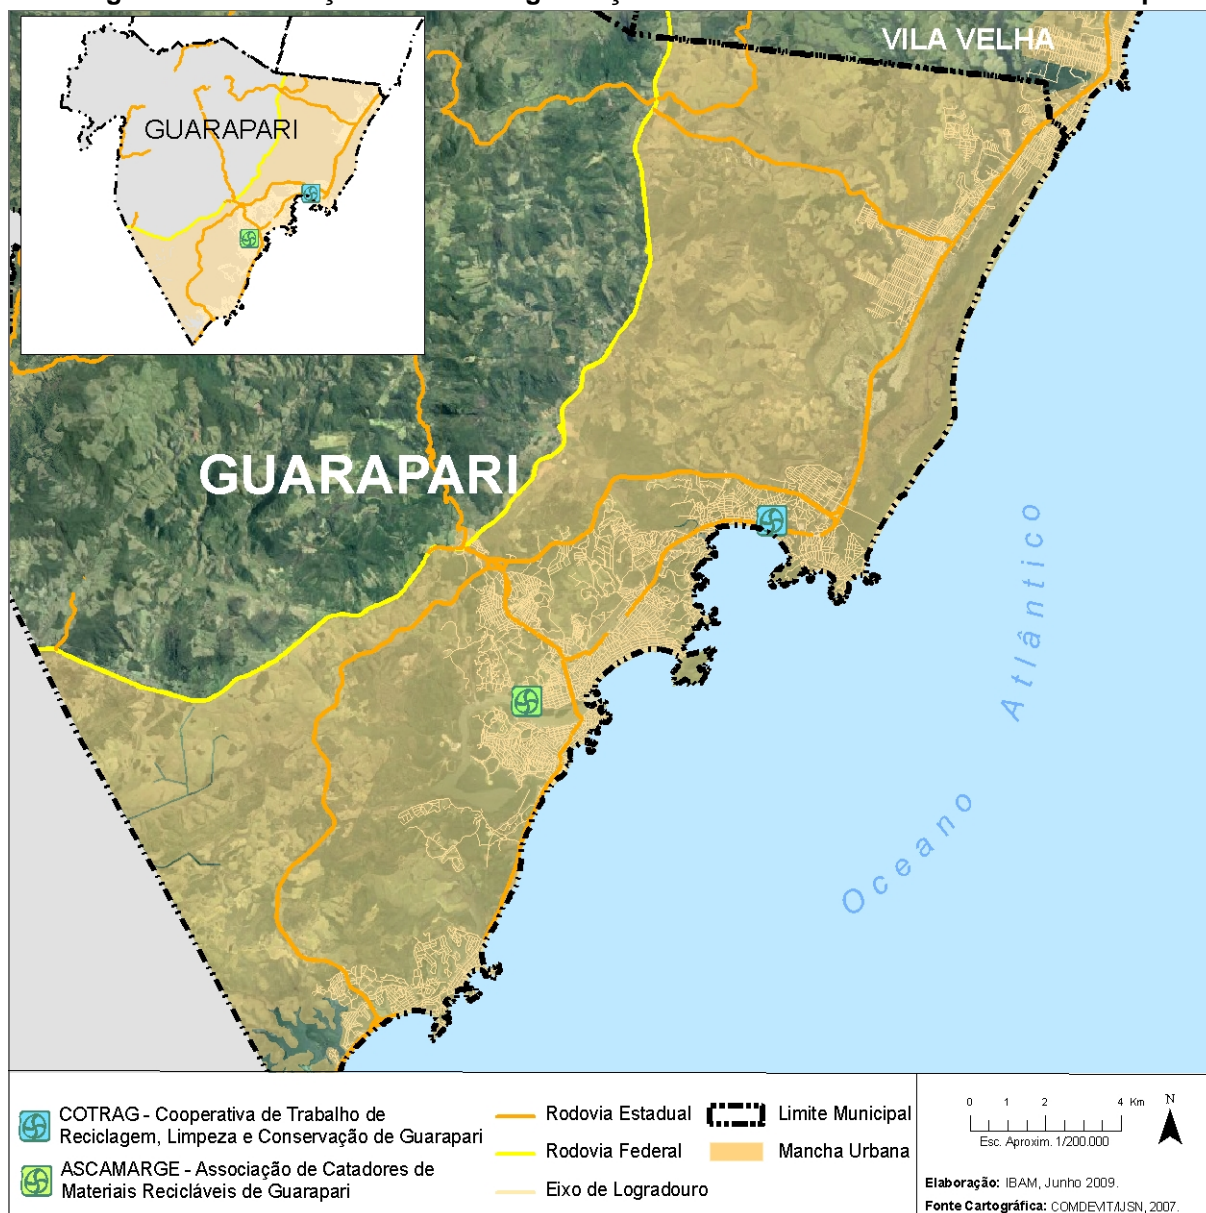 VILA VELHA
GUARAPARI
GUARAPARI
Oceano Atlântico
COTRAG - Cooperativa de Trabalho de
Reciclagem, Limpeza e Conservação de Guarapari
ASCAMARGE - Associação de Catadores de
Materiais Recicláveis de Guarapari
Rodovia Estadual
Rodovia Federal
Eixo de Logradouro
Limite Municipal
Mancha Urbana
0 1 2 4 Km
Esc. Aproxim. 1/200.000
N
Elaboração: IBAM, Junho 2009.
Fonte Cartográfica: COMDEVIT/IJSN, 2007.